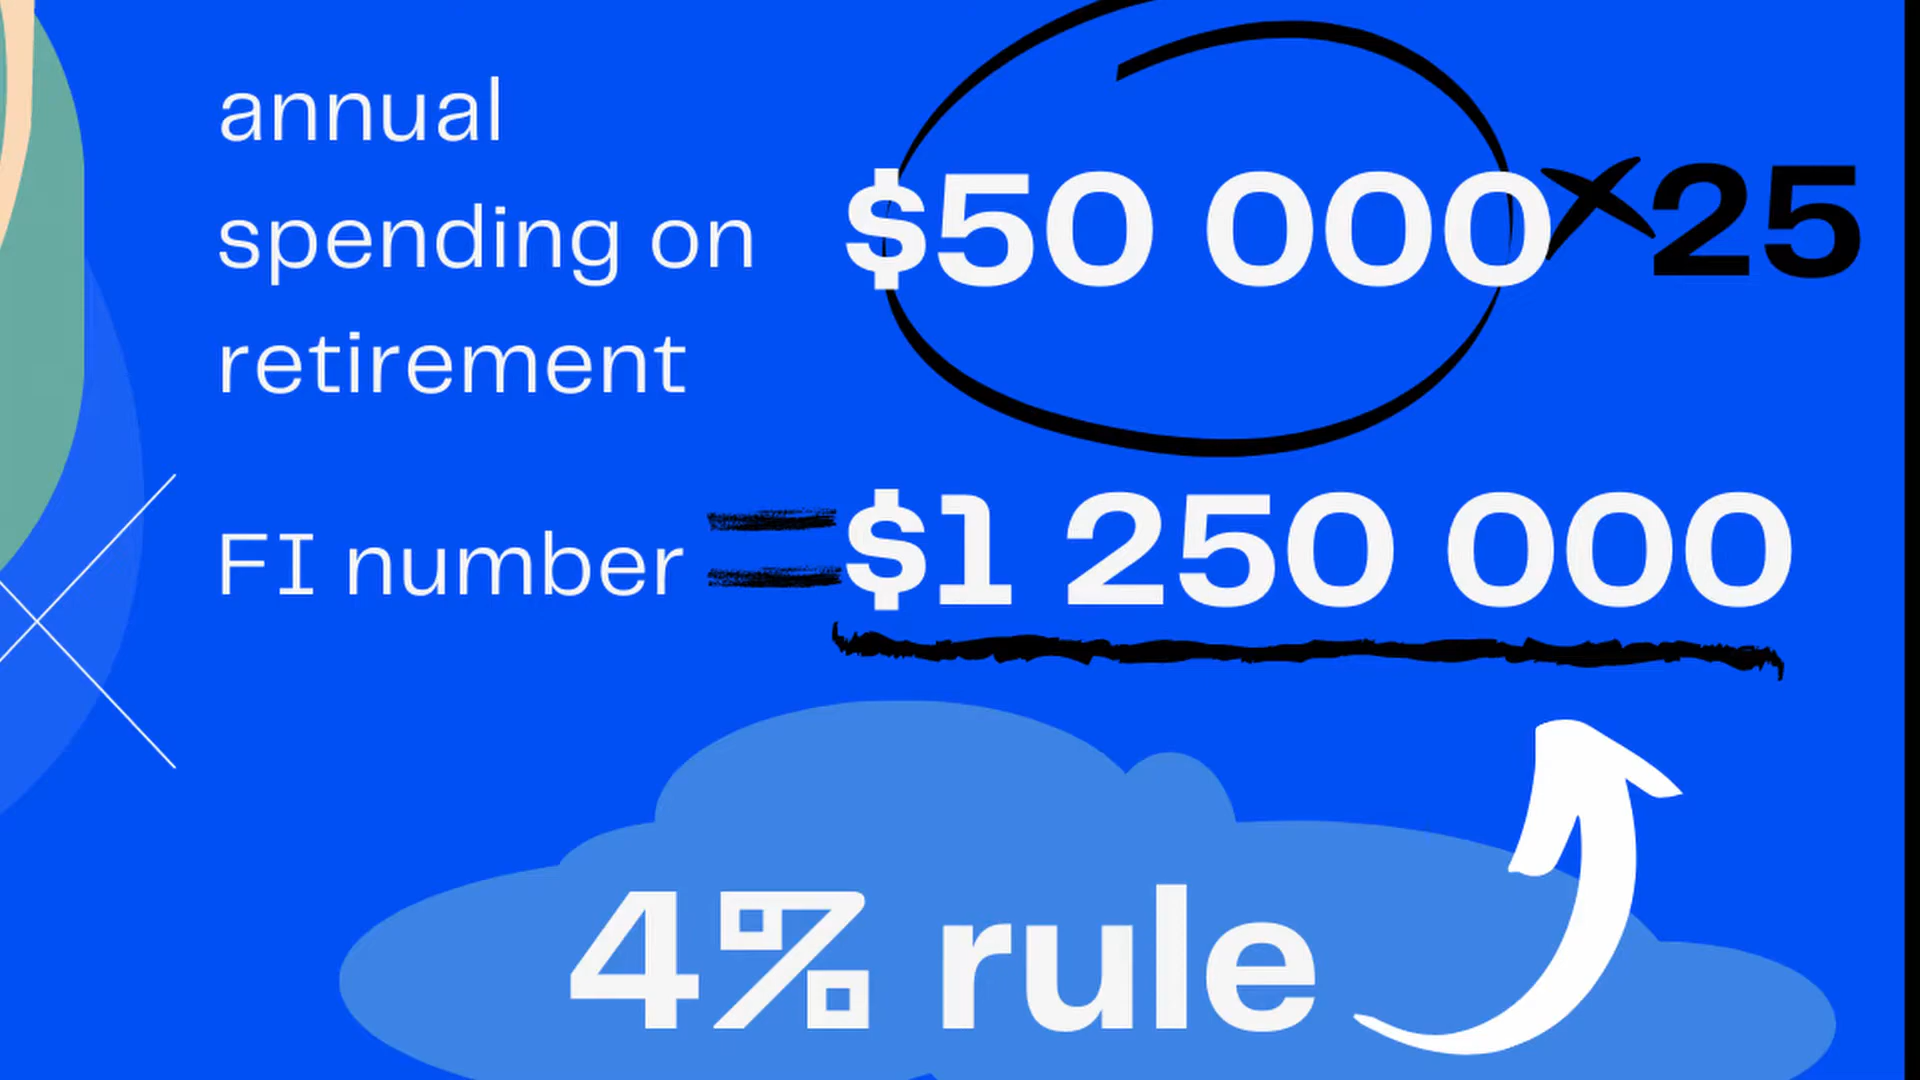 annual
spending on
retirement
$50 000 × 25
FI number = $1 250 000
4% rule